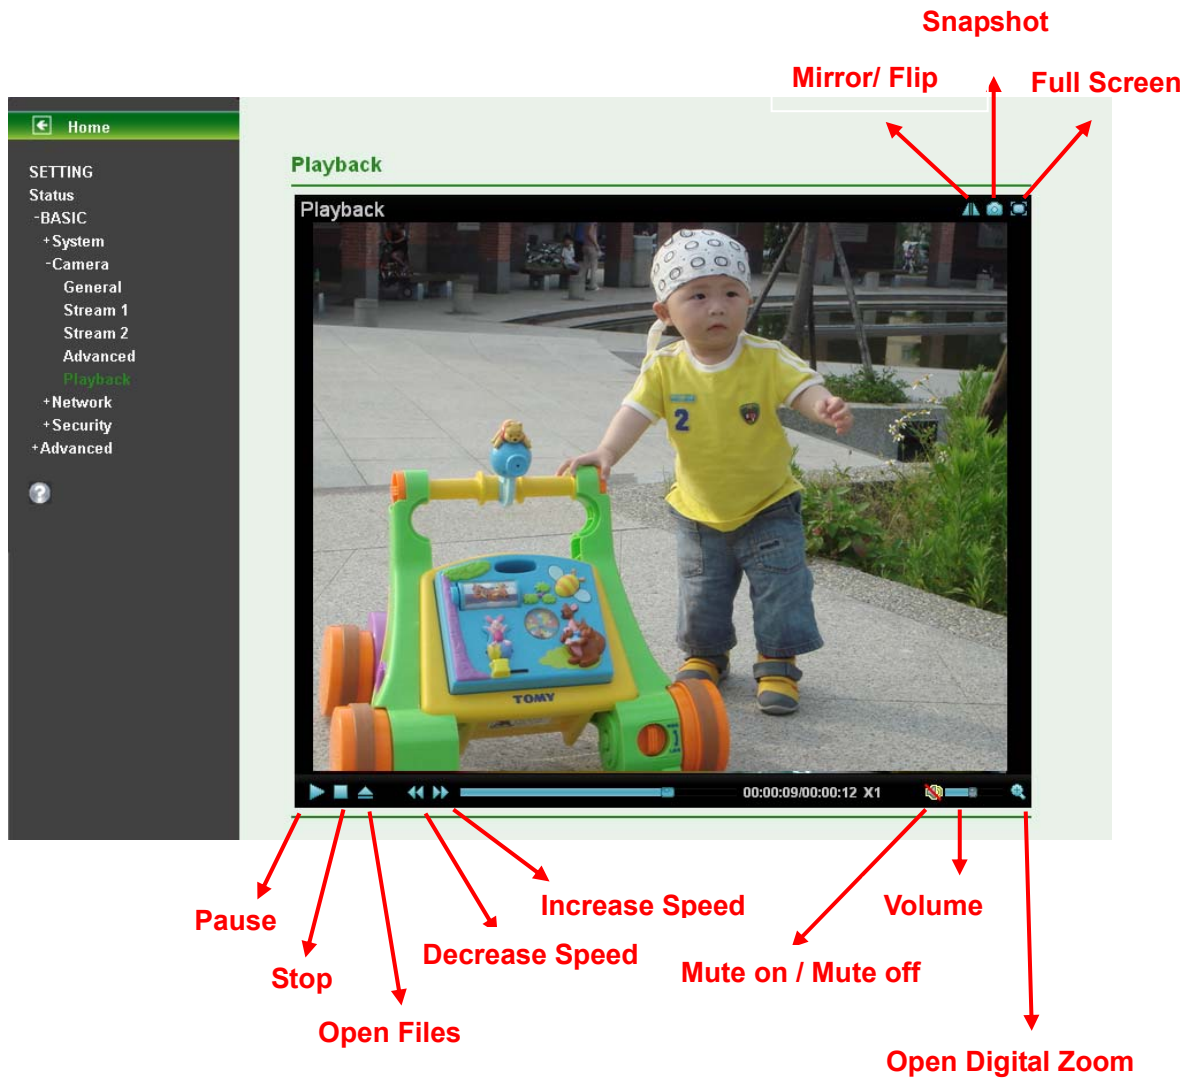 Snapshot
Mirror/ Flip
Full Screen
Home
SETTING
Status
-BASIC
+System
-Camera
General
Stream 1
Stream 2
Advanced
Playback
+Network
+Security
+Advanced
?
Playback
Playback
2
TOMY
00:00:09/00:00:12 X1
Pause
Stop
Open Files
Decrease Speed
Increase Speed
Mute on / Mute off
Volume
Open Digital Zoom